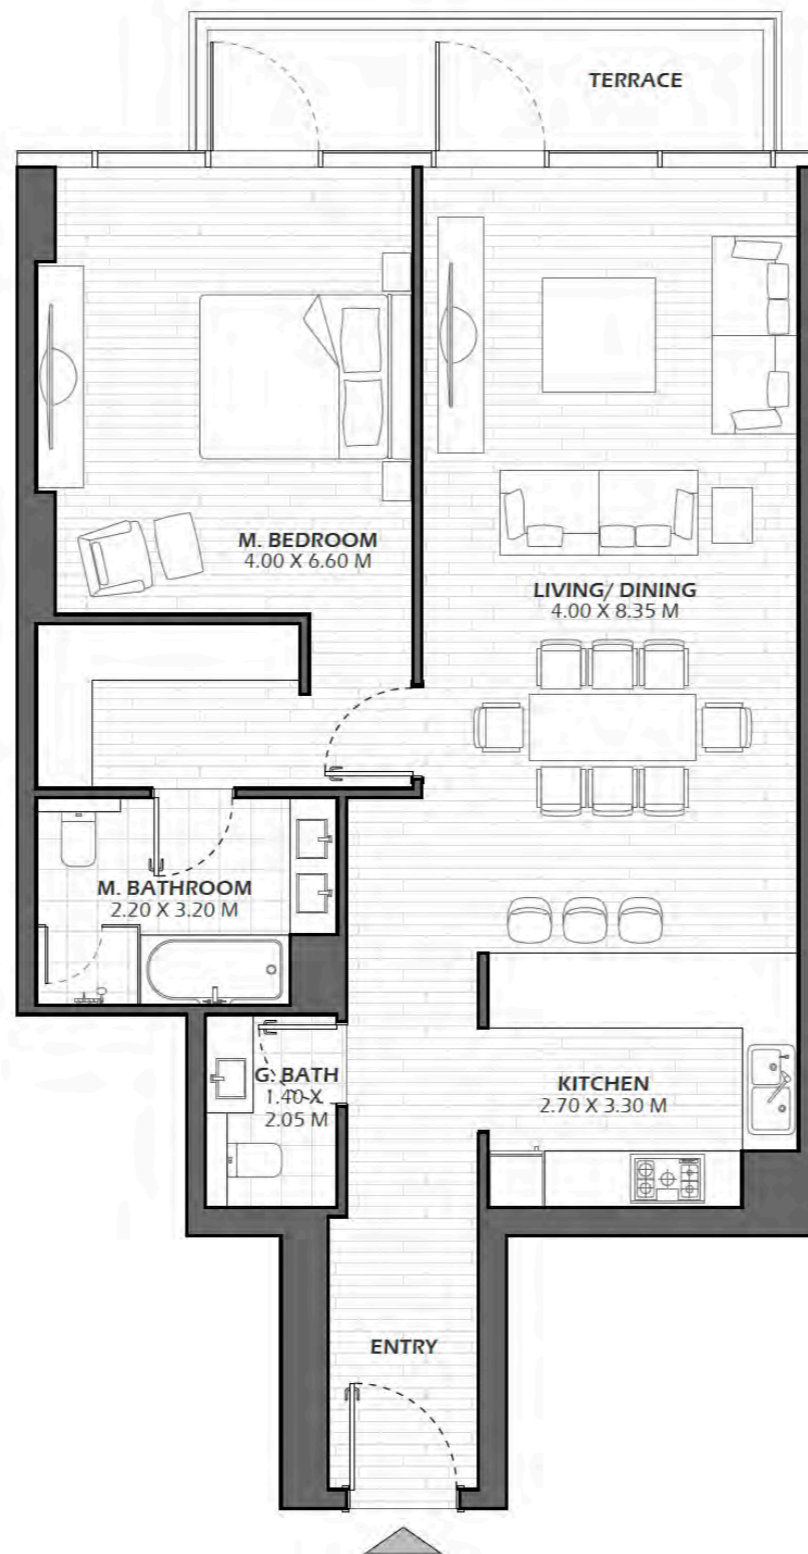 TERRACE
M. BEDROOM
4.00 X 6.60 M
LIVING/ DINING
4.00 X 8.35 M
M. BATHROOM
2.20 X 3.20 M
G. BATH
1.40 X
2.05 M
KITCHEN
2.70 X 3.30 M
ENTRY